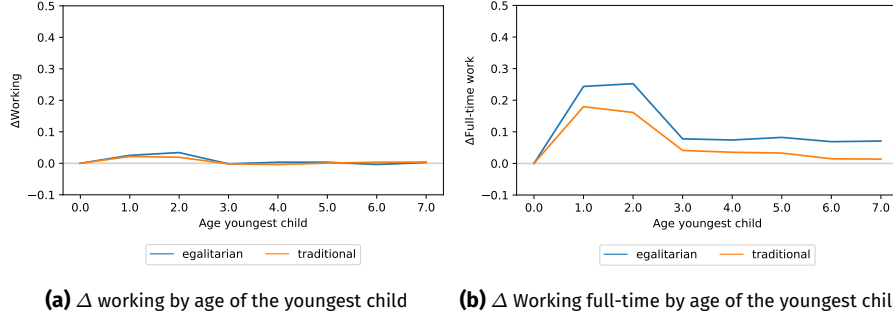 0.5
0.4
0.3
0.2
0.1
0.0
−0.1
ΔWorking
0.0 1.0 2.0 3.0 4.0 5.0 6.0 7.0
Age youngest child
egalitarian traditional
(a) Δ working by age of the youngest child
0.5
0.4
0.3
0.2
0.1
0.0
−0.1
ΔFull-time work
0.0 1.0 2.0 3.0 4.0 5.0 6.0 7.0
Age youngest child
egalitarian traditional
(b) Δ Working full-time by age of the youngest chil